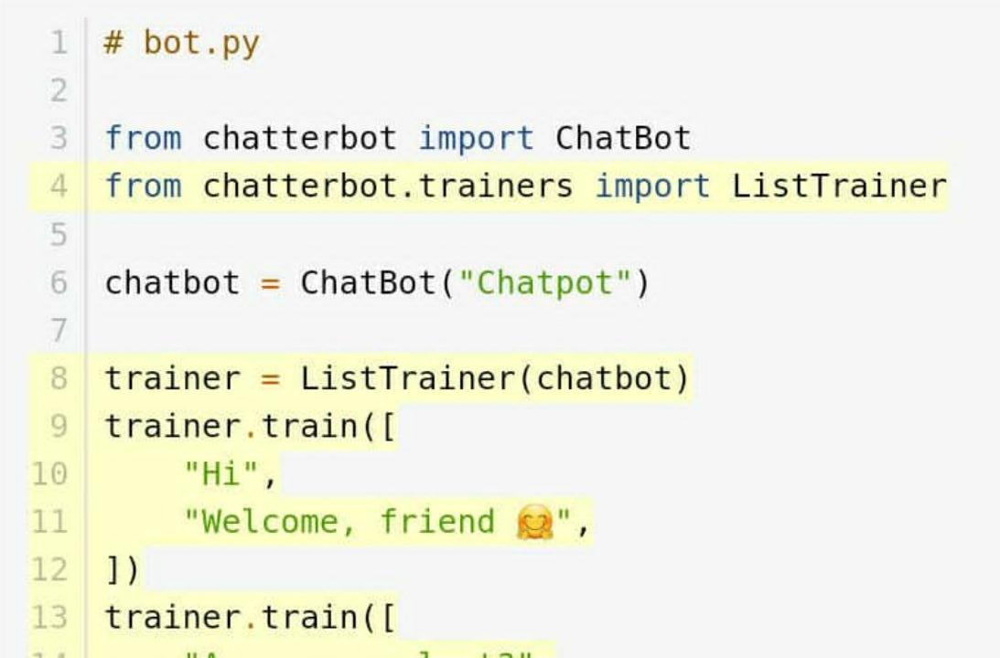 1 # bot.py
2
3 from chatterbot import ChatBot
4 from chatterbot.trainers import ListTrainer
5
6 chatbot = ChatBot("Chatpot")
7
8 trainer = ListTrainer(chatbot)
9 trainer.train([
10     "Hi",
11     "Welcome, friend 🤗",
12 ])
13 trainer.train([